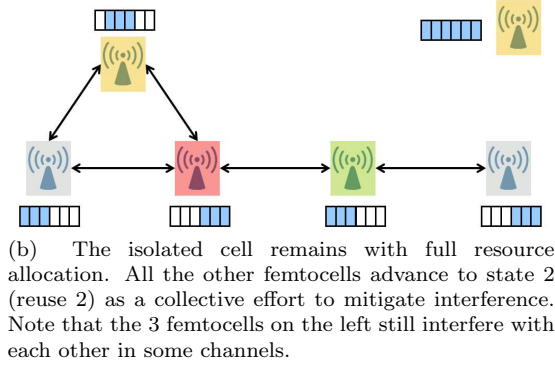 (b) The isolated cell remains with full resource
allocation. All the other femtocells advance to state 2
(reuse 2) as a collective effort to mitigate interference.
Note that the 3 femtocells on the left still interfere with
each other in some channels.